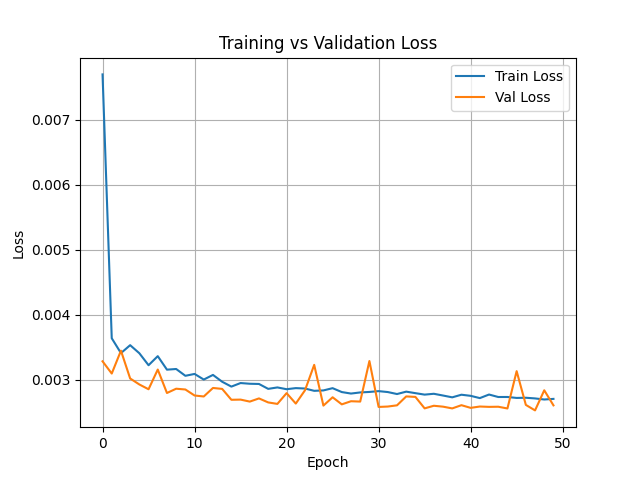 Training vs Validation Loss
Train Loss
Val Loss
0.007
0.006
0.005
0.004
0.003
Loss
0 10 20 30 40 50
Epoch